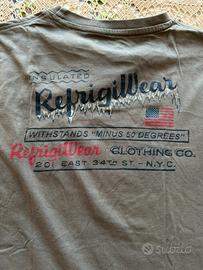 INSULATED
RefrigiWear
WITHSTANDS "MINUS 50 DEGREES"
RefrigiWear CLOTHING CO.
201 EAST 34TH ST - N.Y.C.
subito